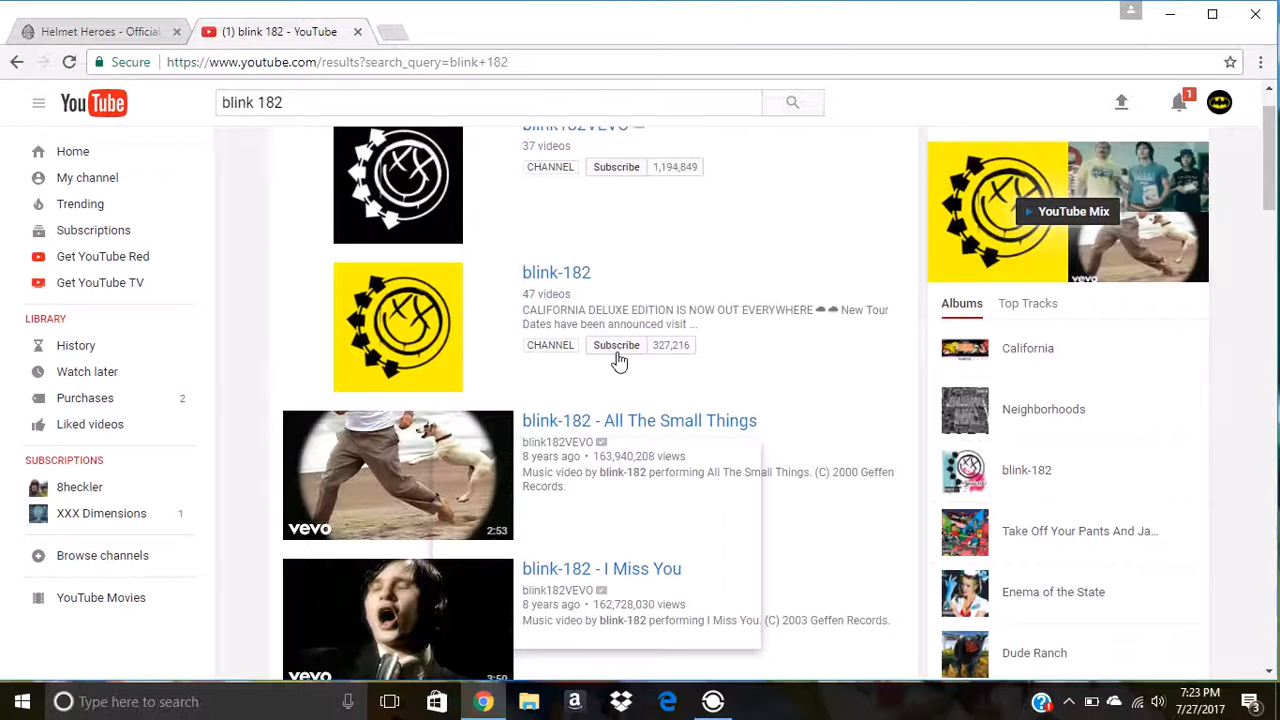 Helmet Heroes - Official
(1) blink 182 - YouTube
Secure
https://www.youtube.com/results?search_query=blink+182
YouTube
blink 182
1
Home
My channel
Trending
Subscriptions
Get YouTube Red
Get YouTube TV
LIBRARY
History
Watch later
Purchases 2
Liked videos
SUBSCRIPTIONS
8heckler
XXX Dimensions 1
Browse channels
YouTube Movies
blink182VEVO
37 videos
CHANNEL Subscribe 1,194,849
blink-182
47 videos
CALIFORNIA DELUXE EDITION IS NOW OUT EVERYWHERE ☁☁ New Tour
Dates have been announced visit ...
CHANNEL Subscribe 327,216
vevo
2:53
blink-182 - All The Small Things
blink182VEVO
8 years ago • 163,940,208 views
Music video by blink-182 performing All The Small Things. (C) 2000 Geffen
Records.
vevo
3:50
blink-182 - I Miss You
blink182VEVO
8 years ago • 162,728,030 views
Music video by blink-182 performing I Miss You. (C) 2003 Geffen Records.
YouTube Mix
vevo
Albums Top Tracks
California
Neighborhoods
blink-182
Take Off Your Pants And Ja...
Enema of the State
Dude Ranch
Type here to search
7:23 PM
7/27/2017
3